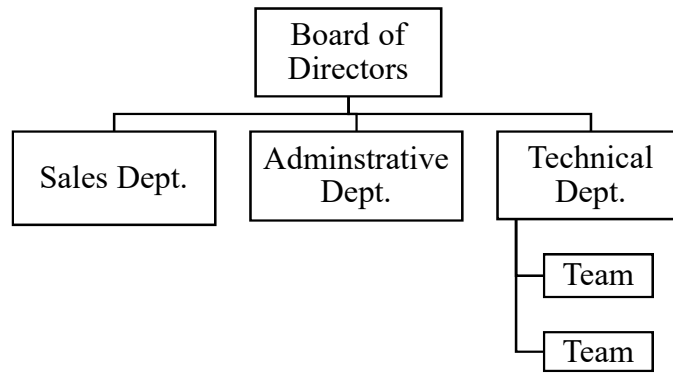 Board of
Directors
Sales Dept.
Adminstrative
Dept.
Technical
Dept.
Team
Team